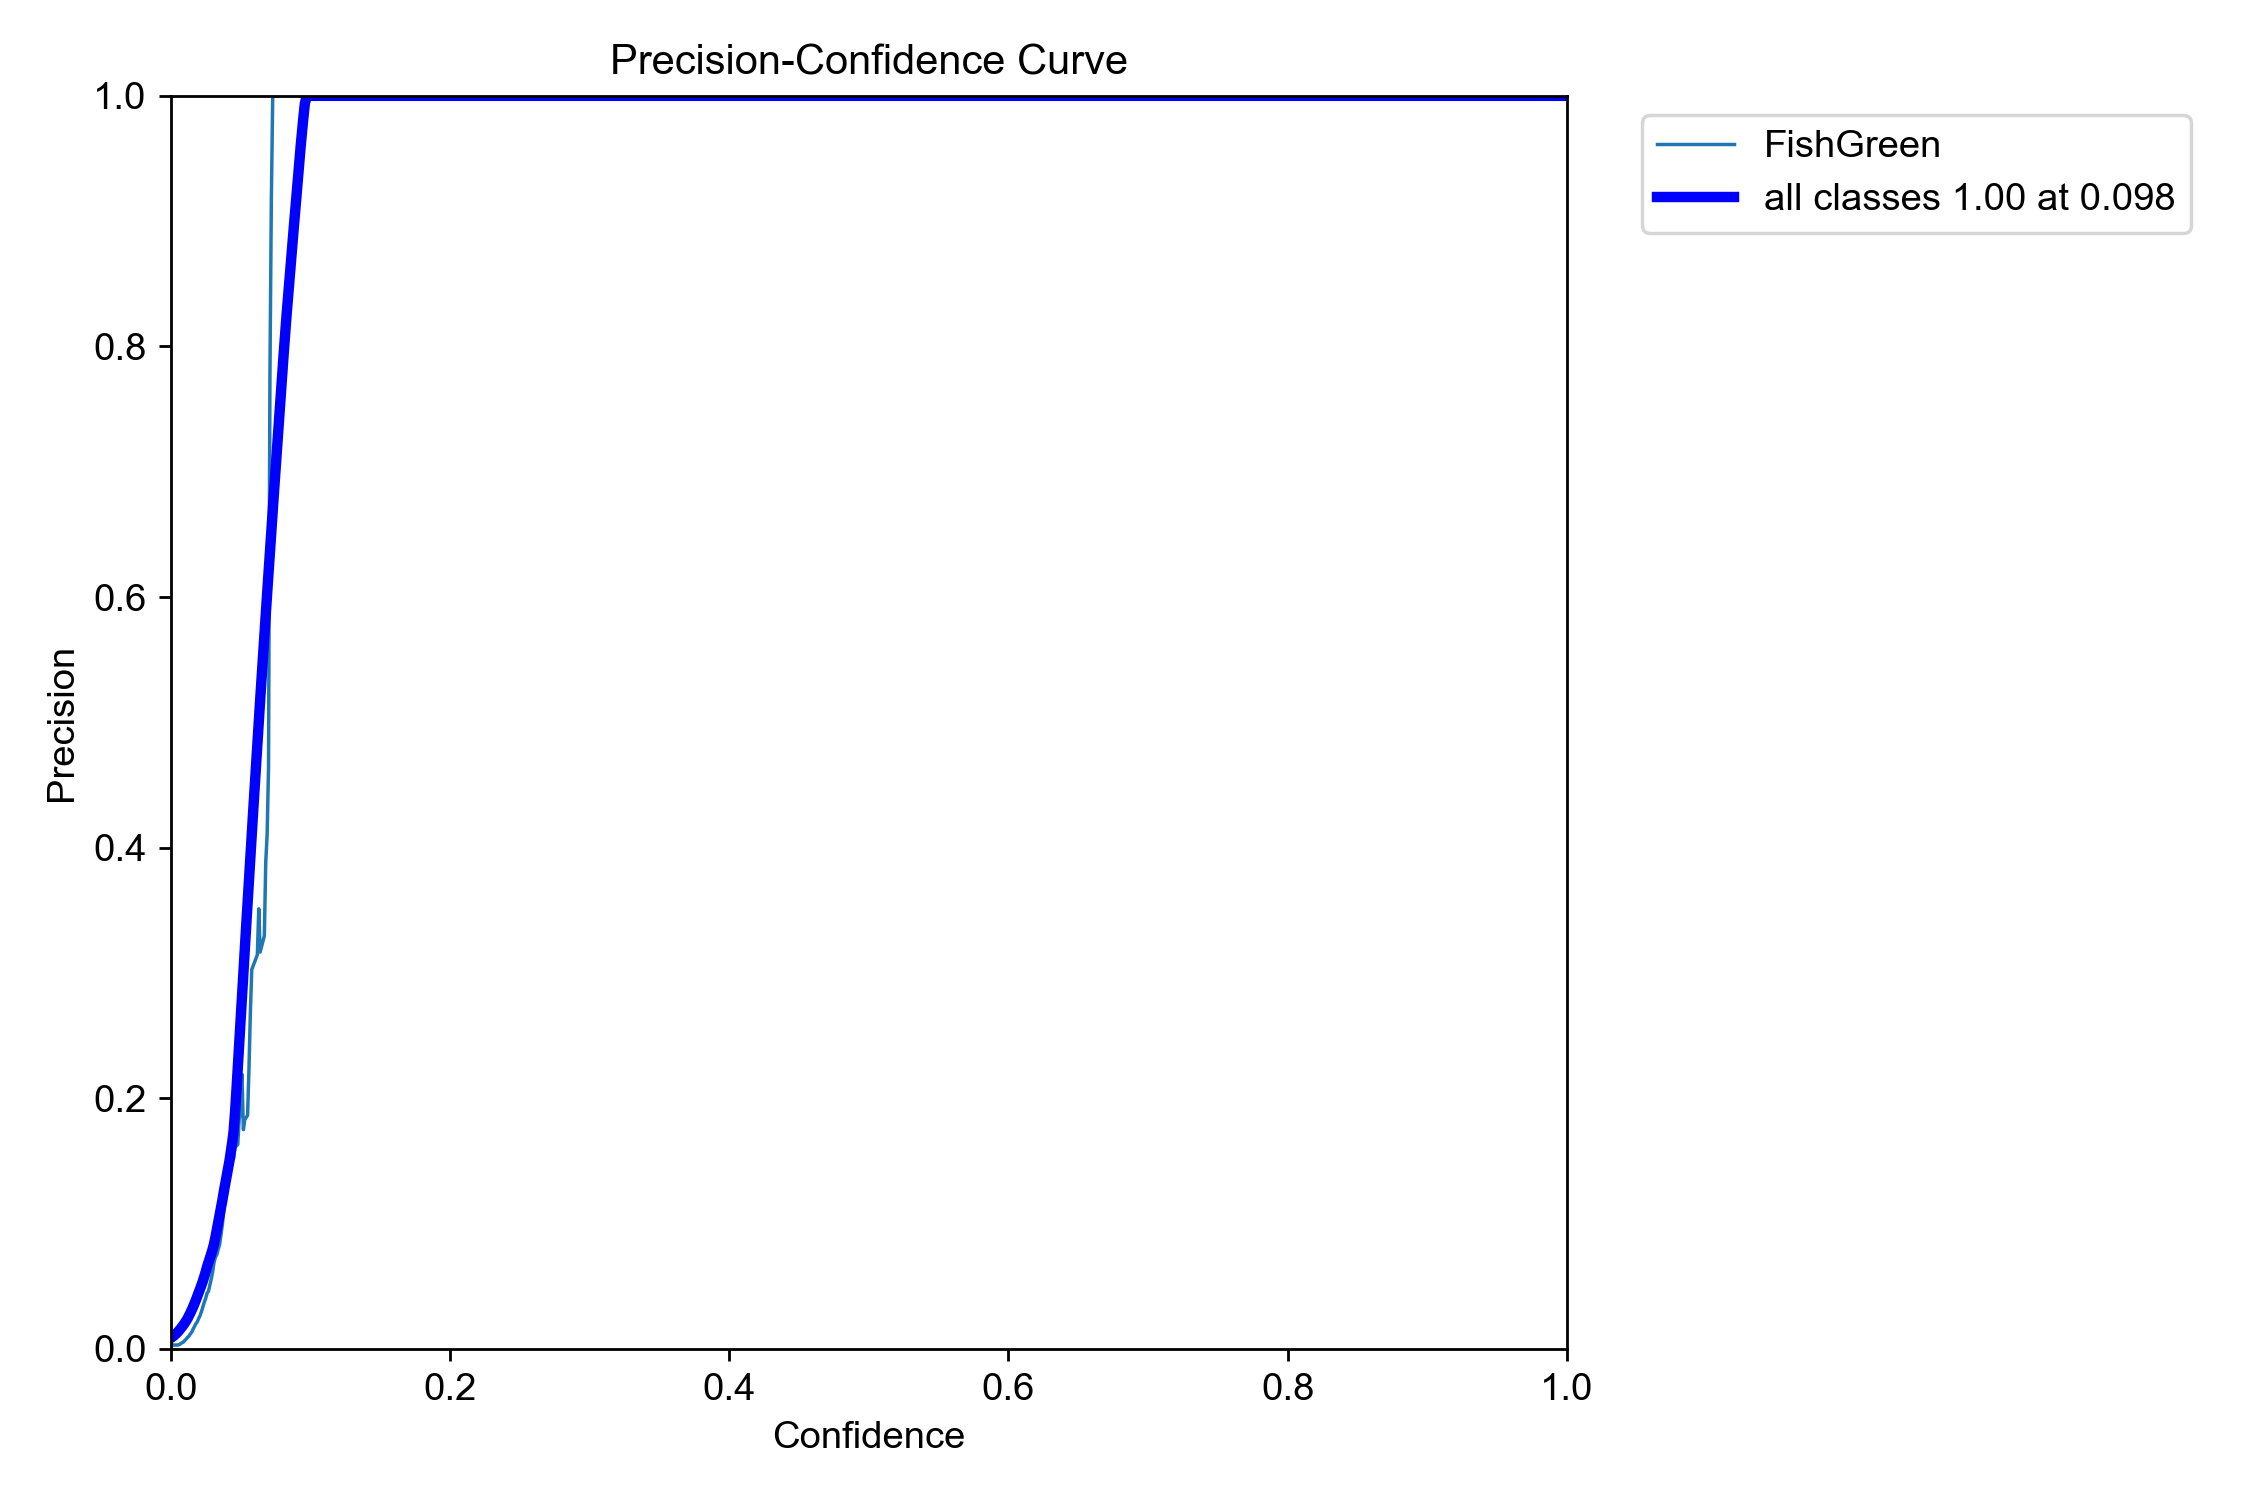 Precision-Confidence Curve
1.0
0.8
0.6
0.4
0.2
0.0
Precision
0.0 0.2 0.4 0.6 0.8 1.0
Confidence
FishGreen
all classes 1.00 at 0.098